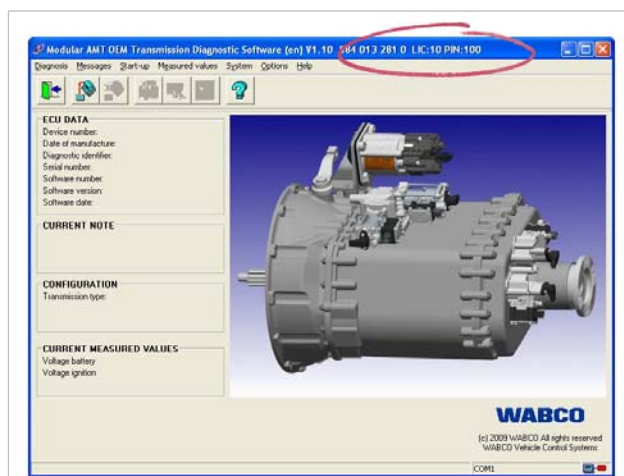 Modular AMT OEM Transmission Diagnostic Software (en) V1.10 884 013 281 0 LIC:10 PIN:100
Diagnosis Messages Start-up Measured values System Options Help
ECU DATA
Device number:
Date of manufacture:
Diagnostic identifier:
Serial number:
Software number:
Software version:
Software date:
CURRENT NOTE
CONFIGURATION
Transmission type:
CURRENT MEASURED VALUES
Voltage battery
Voltage ignition
WABCO
(c) 2009 WABCO All rights reserved
WABCO Vehicle Control Systems
COM1